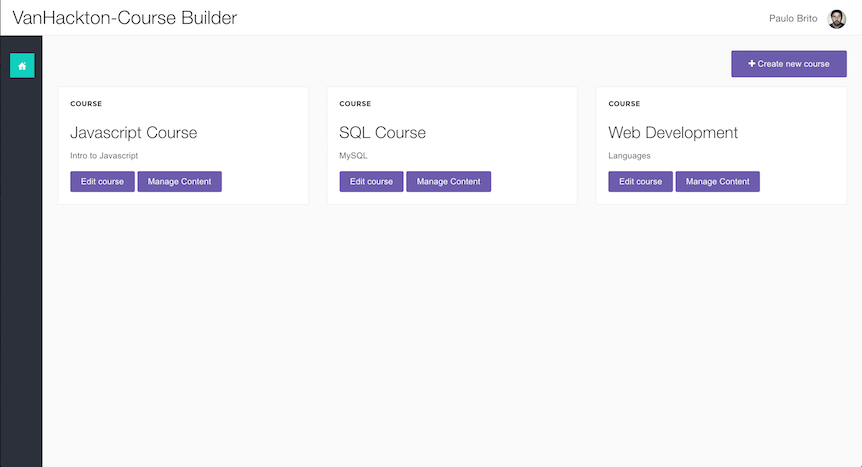 VanHackton-Course Builder
Paulo Brito
Create new course
COURSE
Javascript Course
Intro to Javascript
Edit course Manage Content
COURSE
SQL Course
MySQL
Edit course Manage Content
COURSE
Web Development
Languages
Edit course Manage Content